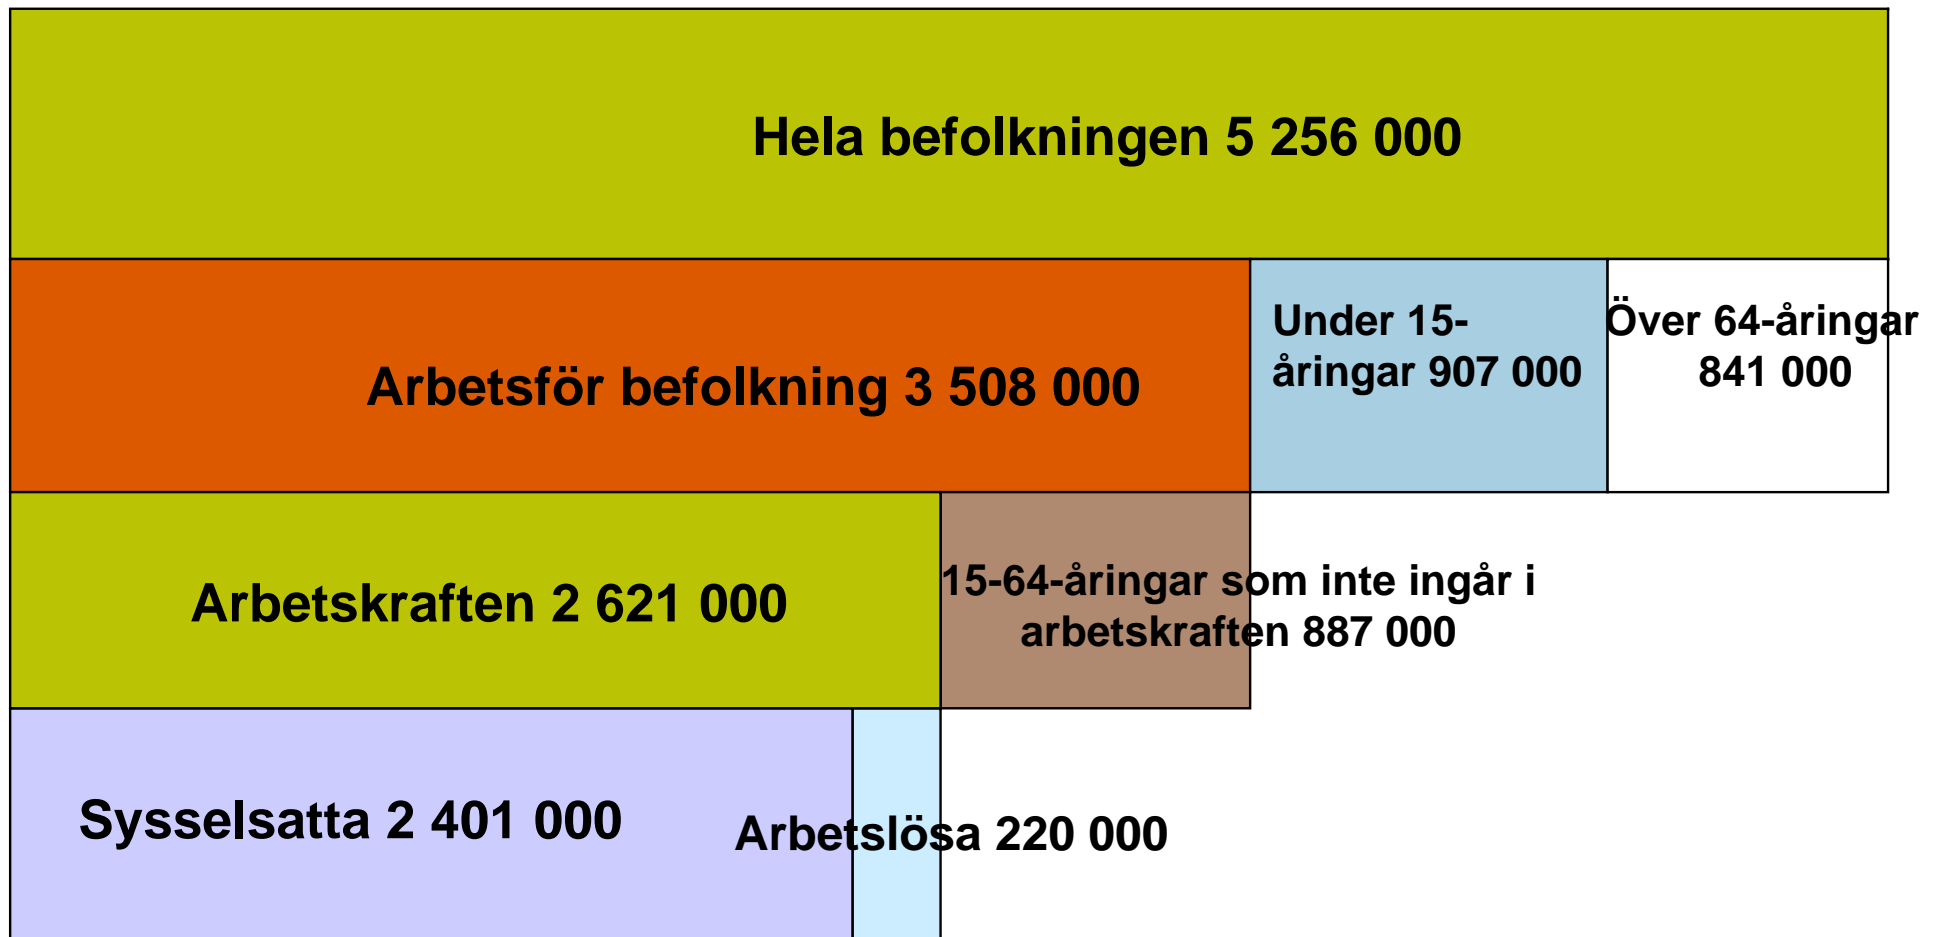 Hela befolkningen 5 256 000
Arbetsför befolkning 3 508 000
Under 15-
åringar 907 000
Över 64-åringar
841 000
Arbetskraften 2 621 000
15-64-åringar som inte ingår i
arbetskraften 887 000
Sysselsatta 2 401 000
Arbetslösa 220 000